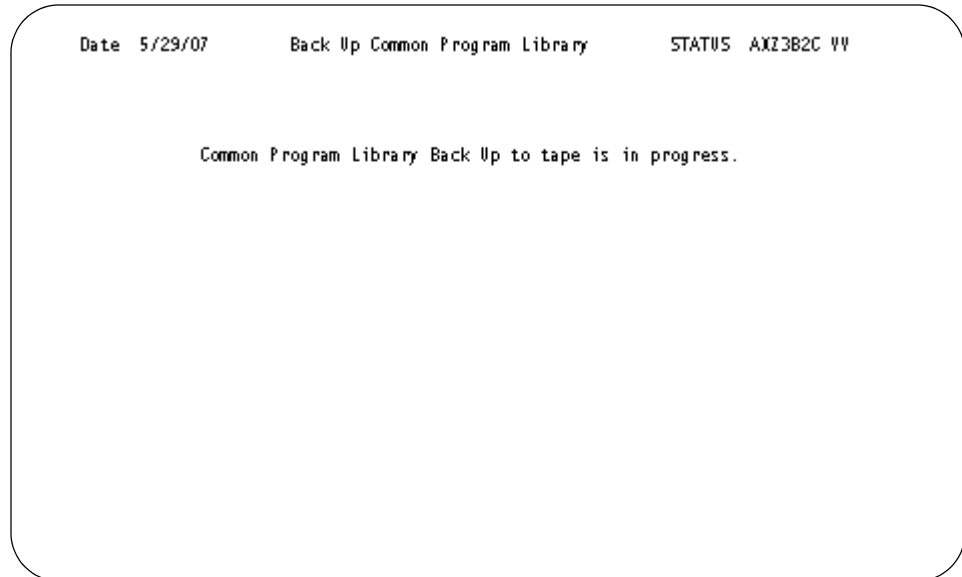 Date 5/29/07 Back Up Common Program Library STATUS AXZ3B2C VV
Common Program Library Back Up to tape is in progress.